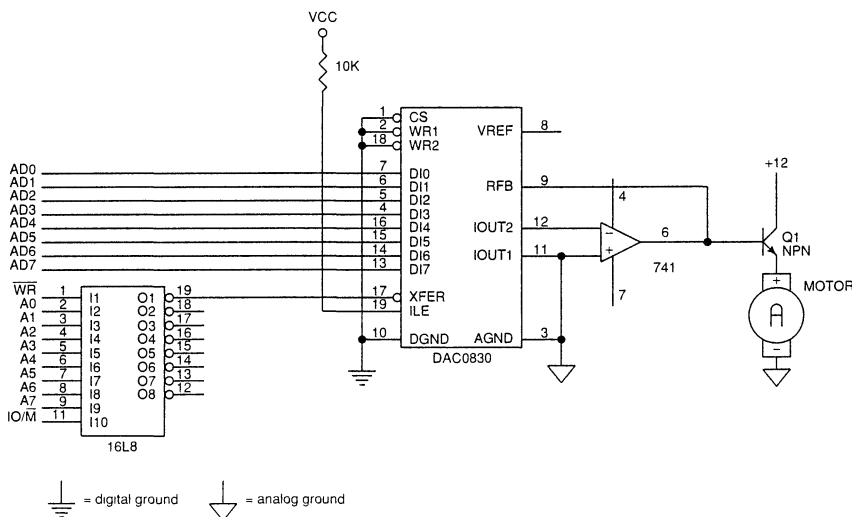 VCC
10K
1 CS
2 WR1
18 WR2
VREF 8
AD0 7 DI0
AD1 6 DI1
AD2 5 DI2
AD3 4 DI3
AD4 16 DI4
AD5 15 DI5
AD6 14 DI6
AD7 13 DI7
RFB 9
IOUT2 12
IOUT1 11
17 XFER
19 ILE
10 DGND
AGND 3
DAC0830
4
−
+
6
741
7
+12
Q1
NPN
+
MOTOR
A
−
WR 1 I1 O1 19
A0 2 I2 O2 18
A1 3 I3 O3 17
A2 4 I4 O4 16
A3 5 I5 O5 15
A4 6 I6 O6 14
A5 7 I7 O7 13
A6 8 I8 O8 12
A7 9 I9
IO/M 11 I10
16L8
= digital ground
= analog ground